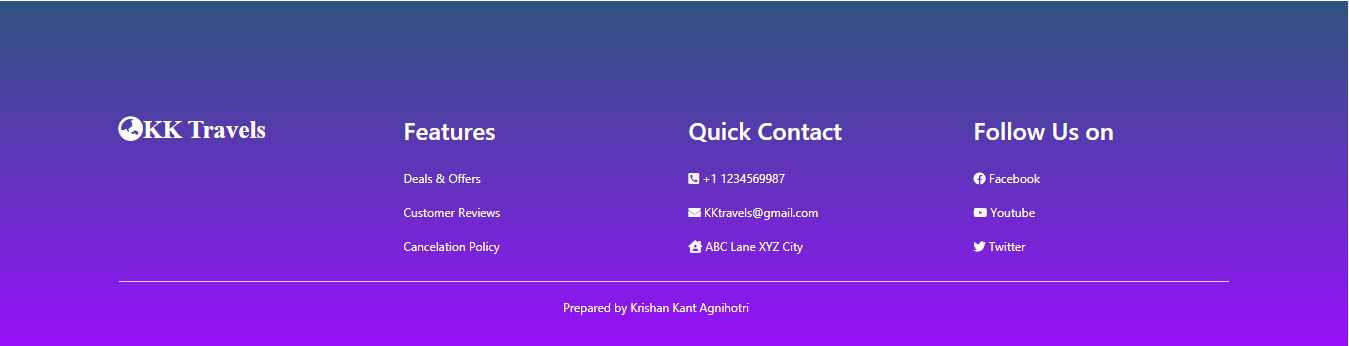 KK Travels
Features
Deals & Offers
Customer Reviews
Cancelation Policy
Quick Contact
+1 1234569987
KKtravels@gmail.com
ABC Lane XYZ City
Follow Us on
Facebook
Youtube
Twitter
Prepared by Krishan Kant Agnihotri